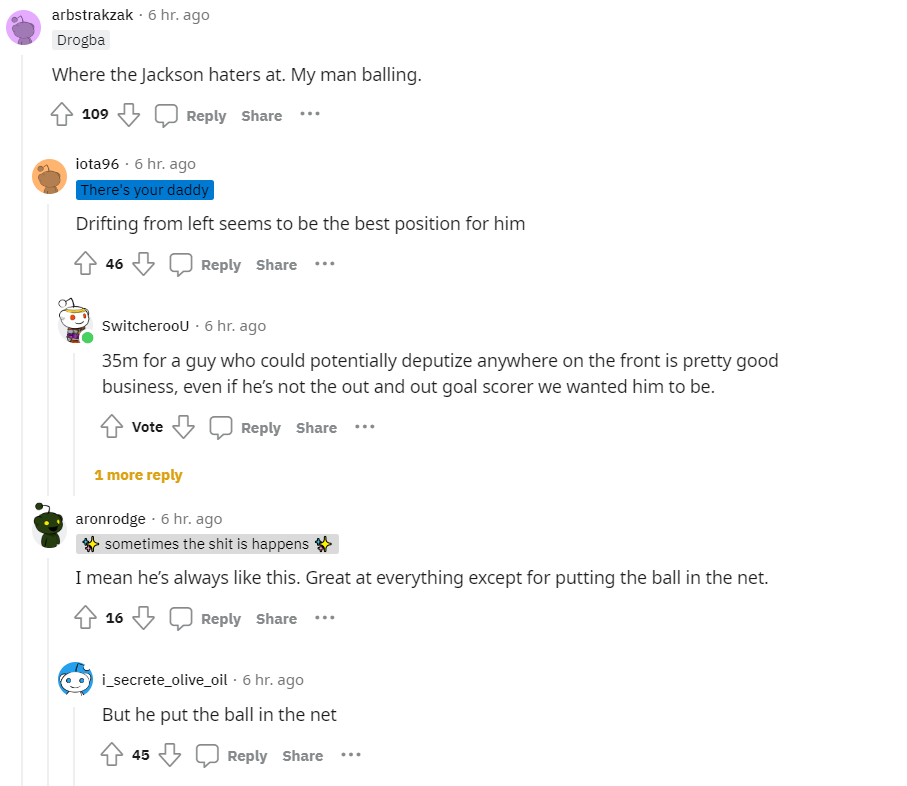 arbstrakzak · 6 hr. ago
Drogba
Where the Jackson haters at. My man balling.
109 Reply Share ···
iota96 · 6 hr. ago
There's your daddy
Drifting from left seems to be the best position for him
46 Reply Share ···
SwitcherooU · 6 hr. ago
35m for a guy who could potentially deputize anywhere on the front is pretty good
business, even if he’s not the out and out goal scorer we wanted him to be.
Vote Reply Share ···
1 more reply
aronrodge · 6 hr. ago
✨ sometimes the shit is happens ✨
I mean he’s always like this. Great at everything except for putting the ball in the net.
16 Reply Share ···
i_secrete_olive_oil · 6 hr. ago
But he put the ball in the net
45 Reply Share ···